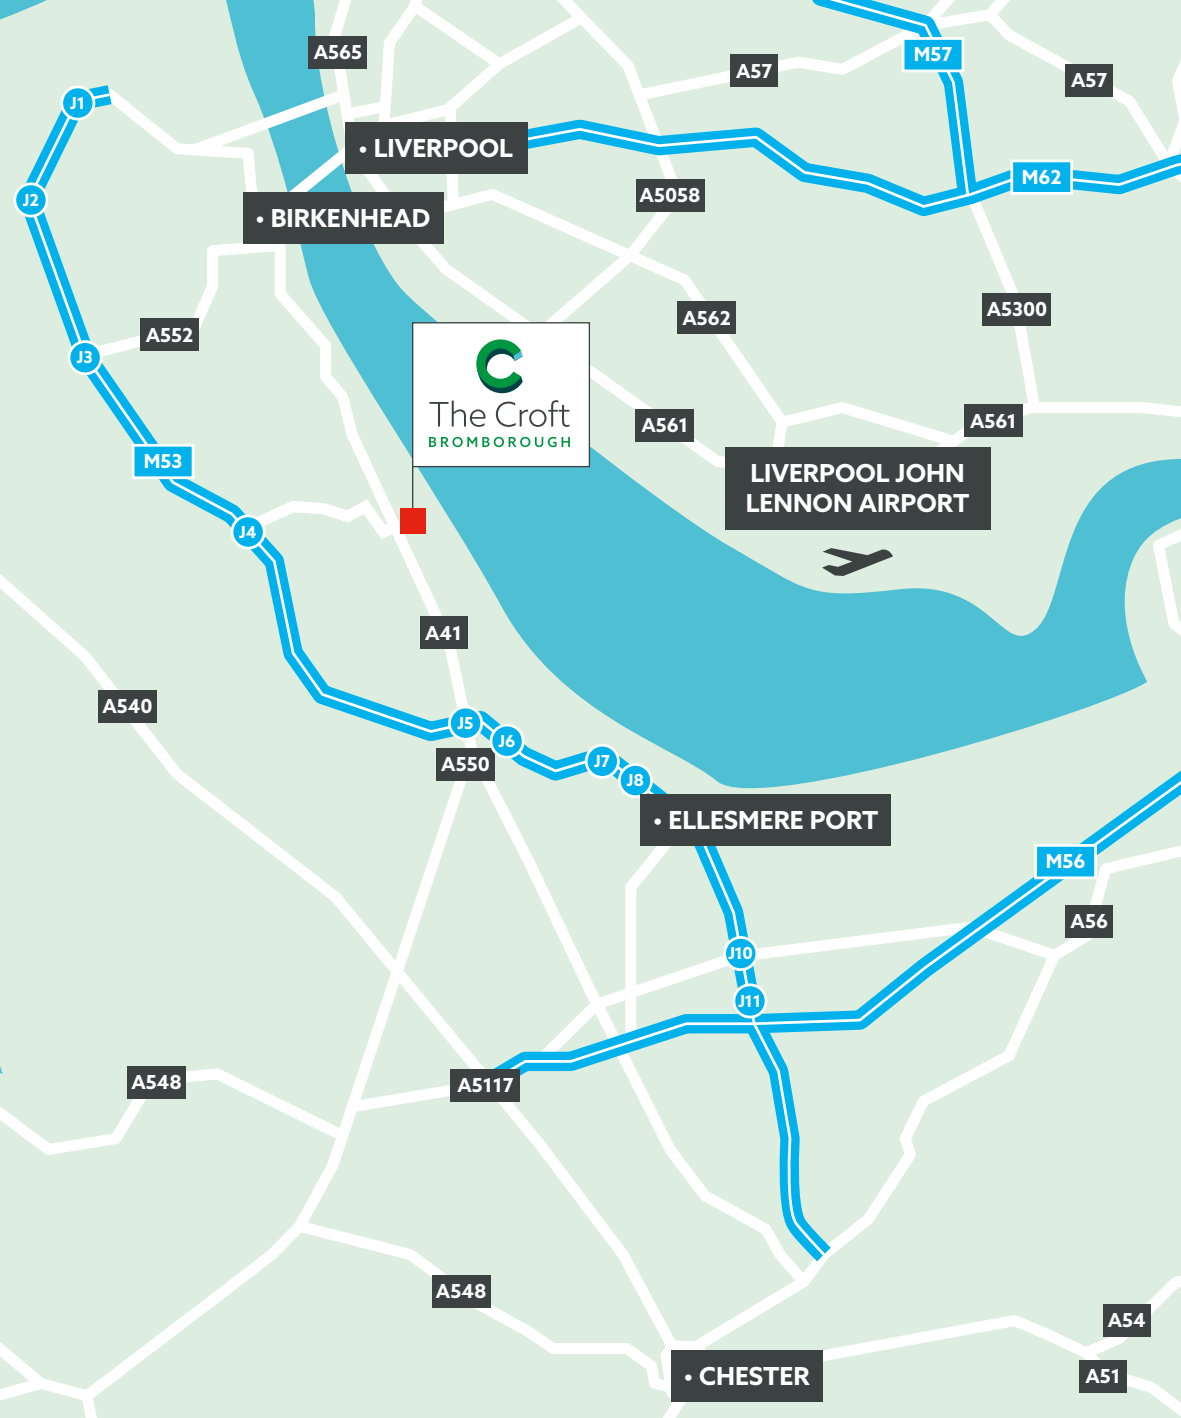 A565
M57
A57
A57
J1
• LIVERPOOL
M62
J2
A5058
• BIRKENHEAD
A5300
A562
A552
J3
The Croft
BROMBOROUGH
A561
A561
M53
LIVERPOOL JOHN
LENNON AIRPORT
J4
A41
A540
J5
J6
A550
J7
J8
• ELLESMERE PORT
M56
A56
J10
J11
A548
A5117
A548
A54
• CHESTER
A51